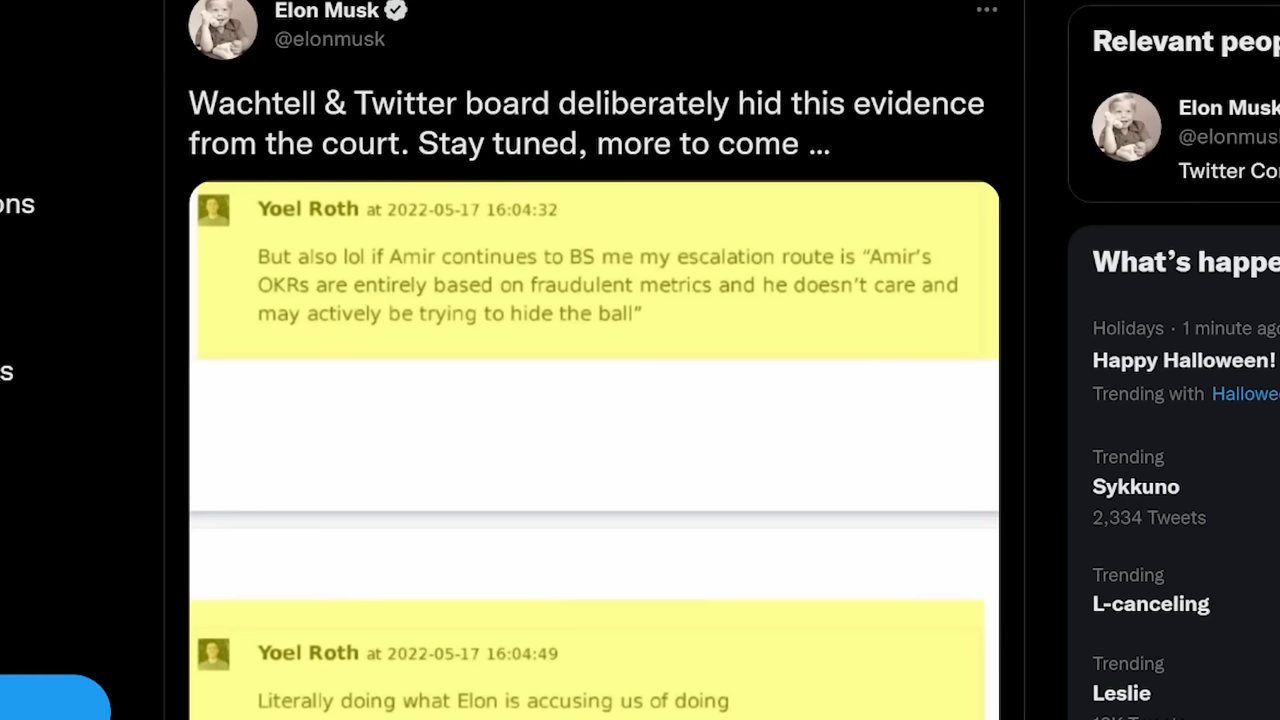 Elon Musk
@elonmusk
Wachtell & Twitter board deliberately hid this evidence
from the court. Stay tuned, more to come ...
Yoel Roth at 2022-05-17 16:04:32
But also lol if Amir continues to BS me my escalation route is “Amir’s
OKRs are entirely based on fraudulent metrics and he doesn’t care and
may actively be trying to hide the ball”
Yoel Roth at 2022-05-17 16:04:49
Literally doing what Elon is accusing us of doing
ons
s
Relevant peop
Elon Musk
@elonmus
Twitter Co
What’s happe
Holidays · 1 minute ago
Happy Halloween!
Trending with Hallowe
Trending
Sykkuno
2,334 Tweets
Trending
L-canceling
Trending
Leslie